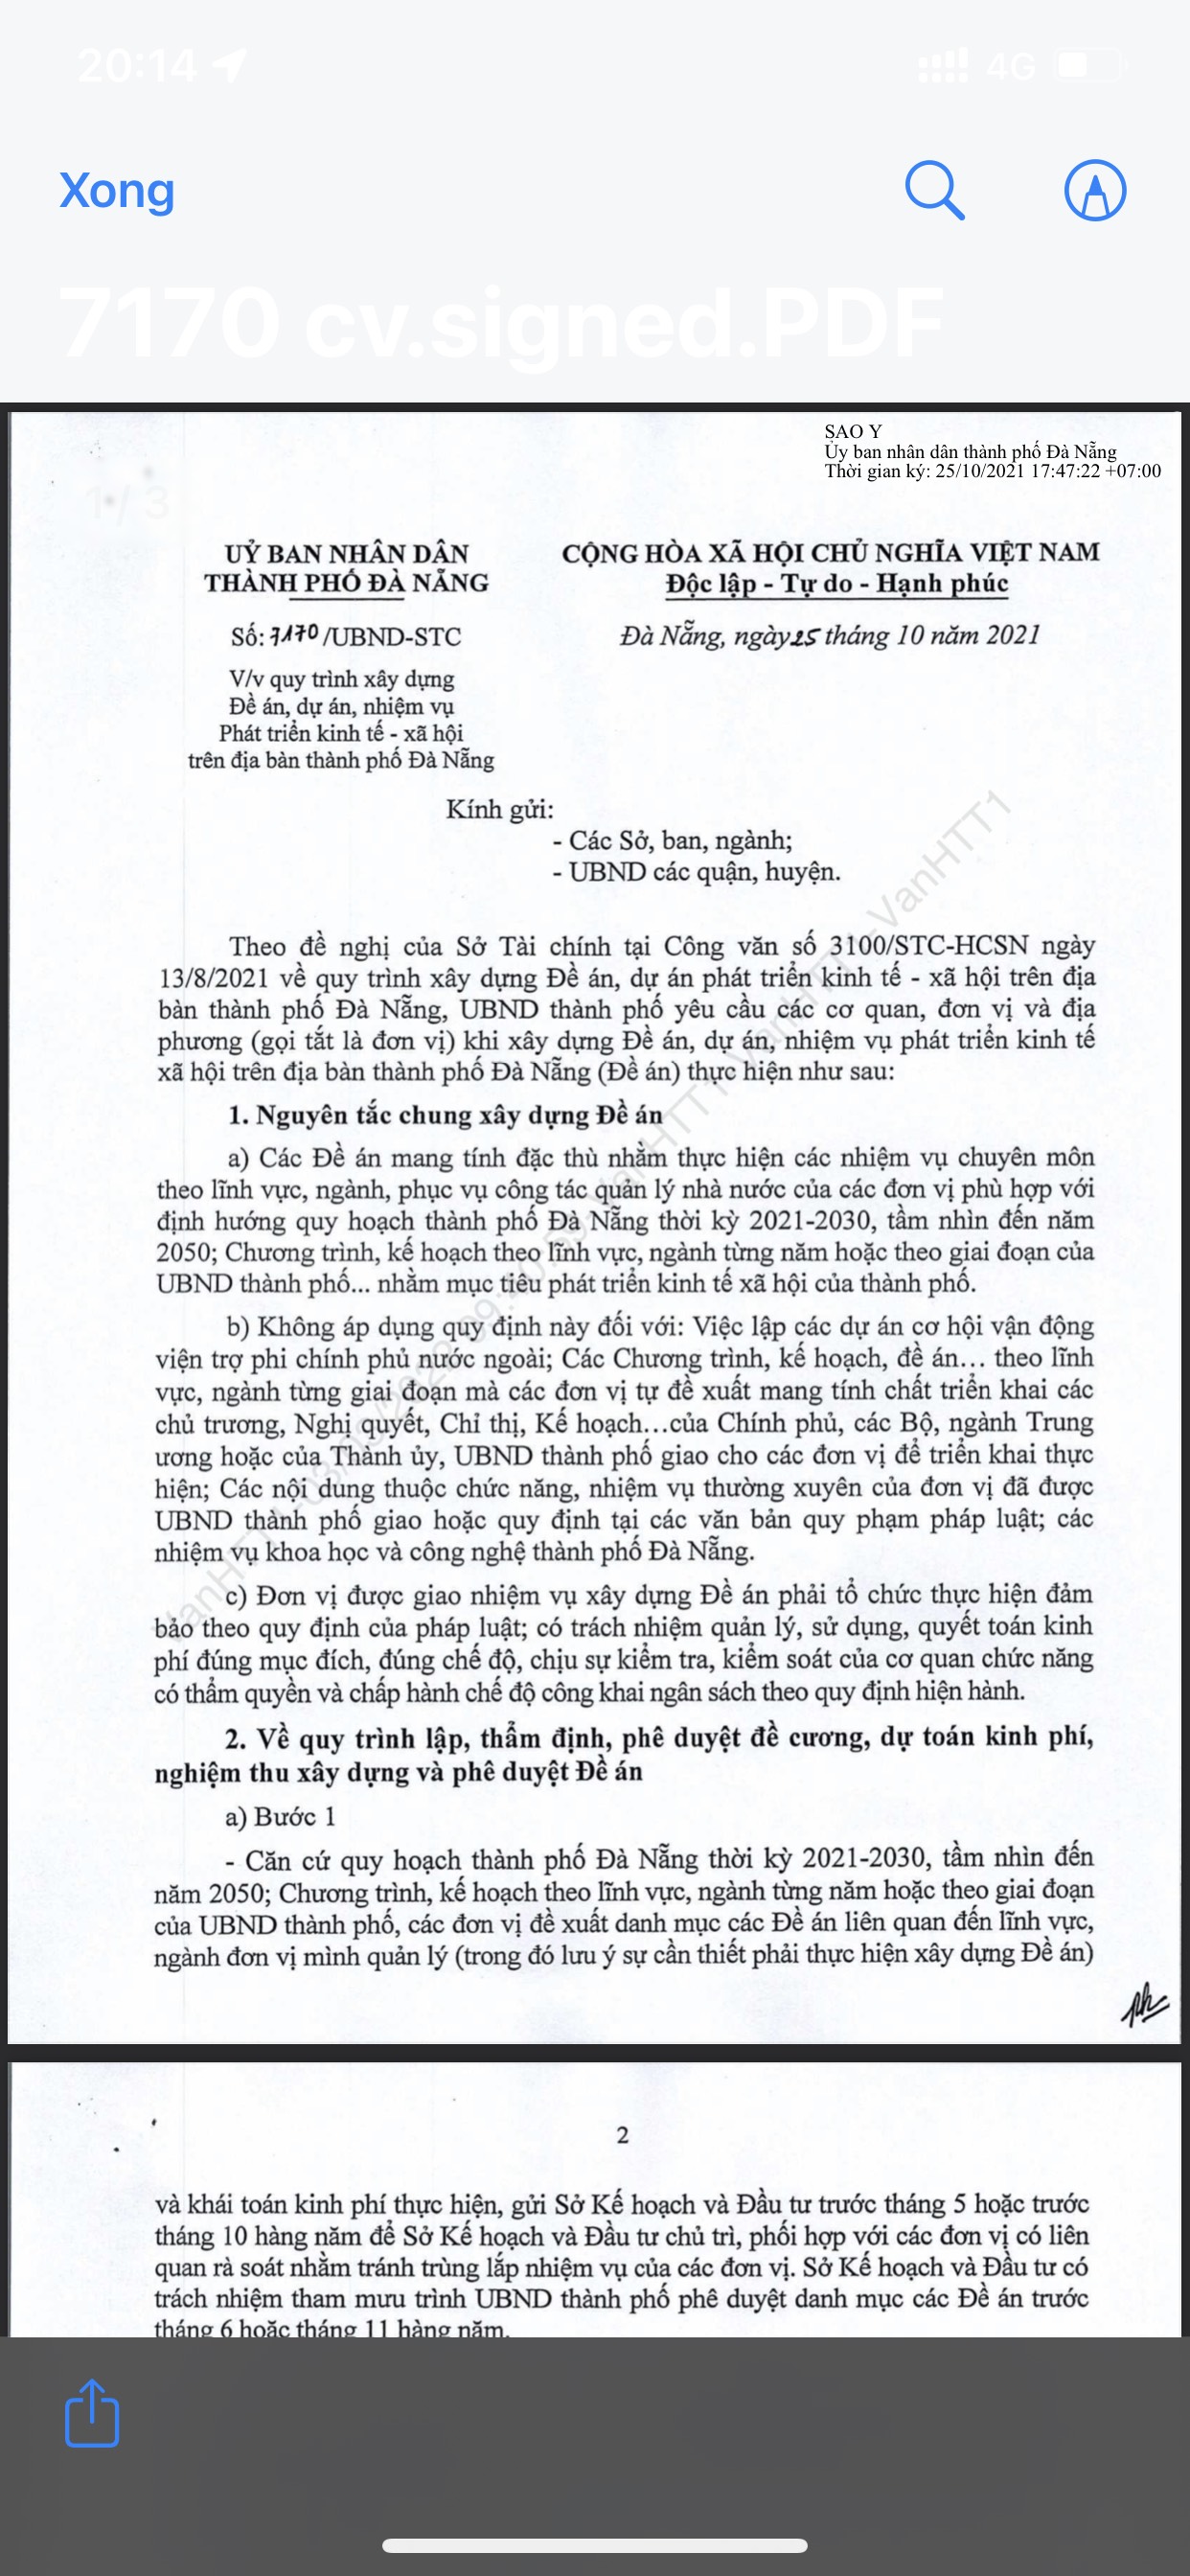 20:14
4G
Xong
7170 cv.signed.PDF
SAO Y
Ủy ban nhân dân thành phố Đà Nẵng
Thời gian ký: 25/10/2021 17:47:22 +07:00
1 / 3
UỶ BAN NHÂN DÂN
THÀNH PHỐ ĐÀ NẴNG
CỘNG HÒA XÃ HỘI CHỦ NGHĨA VIỆT NAM
Độc lập - Tự do - Hạnh phúc
Số: 7170 /UBND-STC
Đà Nẵng, ngày 25 tháng 10 năm 2021
V/v quy trình xây dựng
Đề án, dự án, nhiệm vụ
Phát triển kinh tế - xã hội
trên địa bàn thành phố Đà Nẵng
Kính gửi:
- Các Sở, ban, ngành;
- UBND các quận, huyện.
Theo đề nghị của Sở Tài chính tại Công văn số 3100/STC-HCSN ngày
13/8/2021 về quy trình xây dựng Đề án, dự án phát triển kinh tế - xã hội trên địa
bàn thành phố Đà Nẵng, UBND thành phố yêu cầu các cơ quan, đơn vị và địa
phương (gọi tắt là đơn vị) khi xây dựng Đề án, dự án, nhiệm vụ phát triển kinh tế
xã hội trên địa bàn thành phố Đà Nẵng (Đề án) thực hiện như sau:
1. Nguyên tắc chung xây dựng Đề án
a) Các Đề án mang tính đặc thù nhằm thực hiện các nhiệm vụ chuyên môn
theo lĩnh vực, ngành, phục vụ công tác quản lý nhà nước của các đơn vị phù hợp với
định hướng quy hoạch thành phố Đà Nẵng thời kỳ 2021-2030, tầm nhìn đến năm
2050; Chương trình, kế hoạch theo lĩnh vực, ngành từng năm hoặc theo giai đoạn của
UBND thành phố... nhằm mục tiêu phát triển kinh tế xã hội của thành phố.
b) Không áp dụng quy định này đối với: Việc lập các dự án cơ hội vận động
viện trợ phi chính phủ nước ngoài; Các Chương trình, kế hoạch, đề án... theo lĩnh
vực, ngành từng giai đoạn mà các đơn vị tự đề xuất mang tính chất triển khai các
chủ trương, Nghị quyết, Chỉ thị, Kế hoạch...của Chính phủ, các Bộ, ngành Trung
ương hoặc của Thành ủy, UBND thành phố giao cho các đơn vị để triển khai thực
hiện; Các nội dung thuộc chức năng, nhiệm vụ thường xuyên của đơn vị đã được
UBND thành phố giao hoặc quy định tại các văn bản quy phạm pháp luật; các
nhiệm vụ khoa học và công nghệ thành phố Đà Nẵng.
c) Đơn vị được giao nhiệm vụ xây dựng Đề án phải tổ chức thực hiện đảm
bảo theo quy định của pháp luật; có trách nhiệm quản lý, sử dụng, quyết toán kinh
phí đúng mục đích, đúng chế độ, chịu sự kiểm tra, kiểm soát của cơ quan chức năng
có thẩm quyền và chấp hành chế độ công khai ngân sách theo quy định hiện hành.
2. Về quy trình lập, thẩm định, phê duyệt đề cương, dự toán kinh phí,
nghiệm thu xây dựng và phê duyệt Đề án
a) Bước 1
- Căn cứ quy hoạch thành phố Đà Nẵng thời kỳ 2021-2030, tầm nhìn đến
năm 2050; Chương trình, kế hoạch theo lĩnh vực, ngành từng năm hoặc theo giai đoạn
của UBND thành phố, các đơn vị đề xuất danh mục các Đề án liên quan đến lĩnh vực,
ngành đơn vị mình quản lý (trong đó lưu ý sự cần thiết phải thực hiện xây dựng Đề án)
2
và khái toán kinh phí thực hiện, gửi Sở Kế hoạch và Đầu tư trước tháng 5 hoặc trước
tháng 10 hàng năm để Sở Kế hoạch và Đầu tư chủ trì, phối hợp với các đơn vị có liên
quan rà soát nhằm tránh trùng lắp nhiệm vụ của các đơn vị. Sở Kế hoạch và Đầu tư có
trách nhiệm tham mưu trình UBND thành phố phê duyệt danh mục các Đề án trước
tháng 6 hoặc tháng 11 hàng năm.